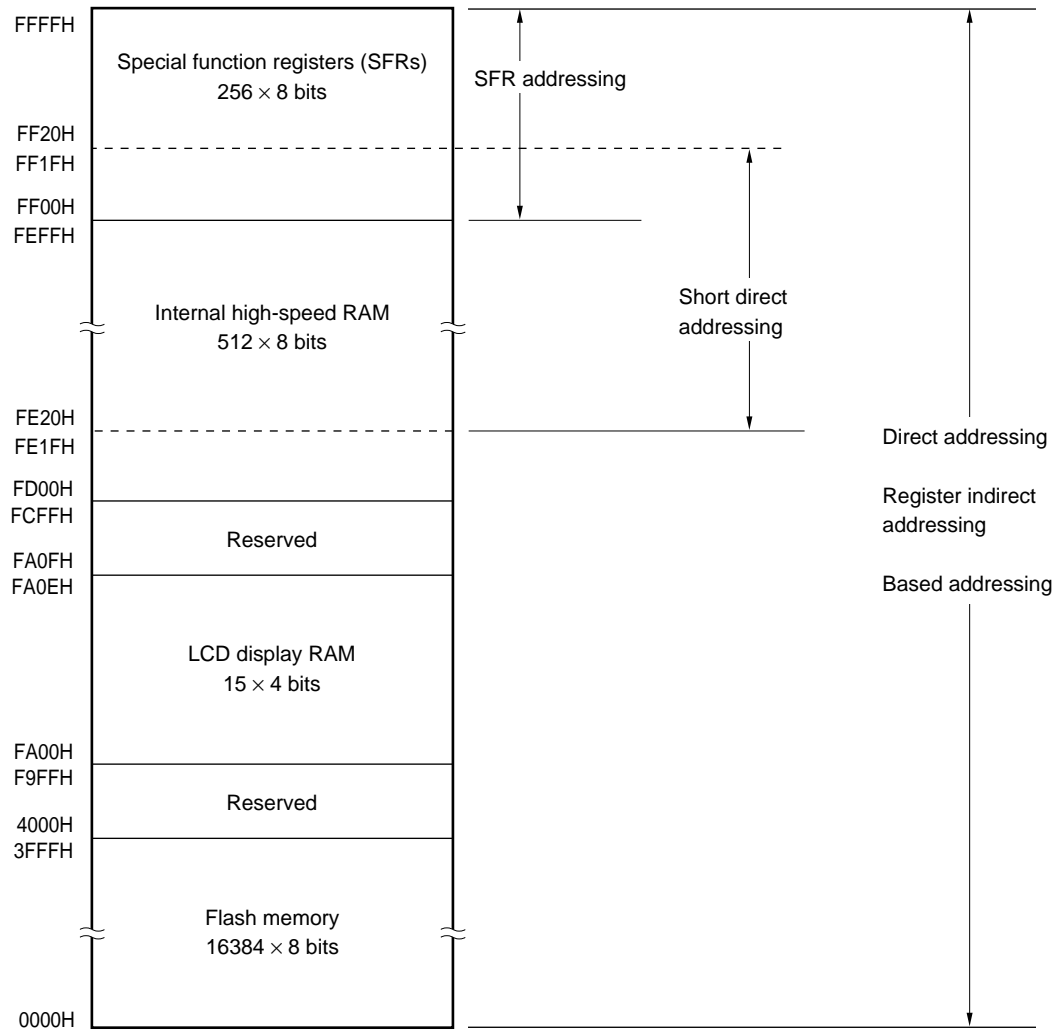 FFFFH
Special function registers (SFRs)
256 × 8 bits
SFR addressing
FF20H
FF1FH
FF00H
FEFFH
Internal high-speed RAM
512 × 8 bits
Short direct
addressing
FE20H
FE1FH
Direct addressing
FD00H
FCFFH
Register indirect
addressing
Reserved
FA0FH
FA0EH
Based addressing
LCD display RAM
15 × 4 bits
FA00H
F9FFH
Reserved
4000H
3FFFH
Flash memory
16384 × 8 bits
0000H